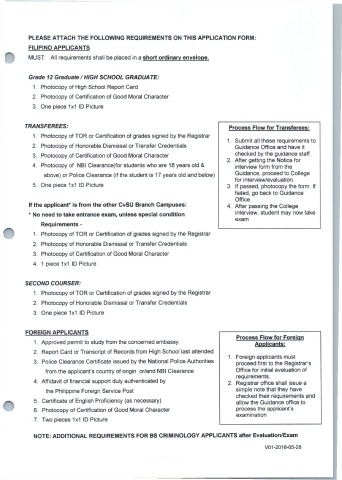 PLEASE ATTACH THE FOLLOWING REQUIREMENTS ON THIS APPLICATION FORM:
FILIPINO APPLICANTS
MUST: All requirements shall be placed in a short ordinary envelope.
Grade 12 Graduate / HIGH SCHOOL GRADUATE:
1. Photocopy of High School Report Card
2. Photocopy of Certification of Good Moral Character
3. One piece 1x1 ID Picture
TRANSFEREES:
1. Photocopy of TOR or Certification of grades signed by the Registrar
2. Photocopy of Honorable Dismissal or Transfer Credentials
3. Photocopy of Certification of Good Moral Character
4. Photocopy of NBI Clearance(for students who are 18 years old &
above) or Police Clearance (if the student is 17 years old and below)
5. One piece 1x1 ID Picture
If the applicant* is from the other CvSU Branch Campuses:
* No need to take entrance exam, unless special condition
Requirements -
1. Photocopy of TOR or Certification of grades signed by the Registrar
2. Photocopy of Honorable Dismissal or Transfer Credentials
3. Photocopy of Certification of Good Moral Character
4. 1 piece 1x1 ID Picture
Process Flow for Transferees:
1. Submit all these requirements to
Guidance Office and have it
checked by the guidance staff.
2. After getting the Notice for
interview form from the
Guidance, proceed to College
for interview/evaluation.
3. If passed, photocopy the form. If
failed, go back to Guidance
Office.
4. After passing the College
interview, student may now take
exam
SECOND COURSER:
1. Photocopy of TOR or Certification of grades signed by the Registrar
2. Photocopy of Honorable Dismissal or Transfer Credentials
3. One piece 1x1 ID Picture
FOREIGN APPLICANTS
1. Approved permit to study from the concerned embassy
2. Report Card or Transcript of Records from High School last attended
3. Police Clearance Certificate issued by the National Police Authorities
from the applicant's country of origin or/and NBI Clearance
4. Affidavit of financial support duly authenticated by
the Philippine Foreign Service Post
5. Certificate of English Proficiency (as necessary)
6. Photocopy of Certification of Good Moral Character
7. Two pieces 1x1 ID Picture
Process Flow for Foreign
Applicants:
1. Foreign applicants must
proceed first to the Registrar's
Office for initial evaluation of
requirements.
2. Registrar office shall issue a
simple note that they have
checked their requirements and
allow the Guidance office to
process the applicant's
examination
NOTE: ADDITIONAL REQUIREMENTS FOR BS CRIMINOLOGY APPLICANTS after Evaluation/Exam
V01-2018-05-28